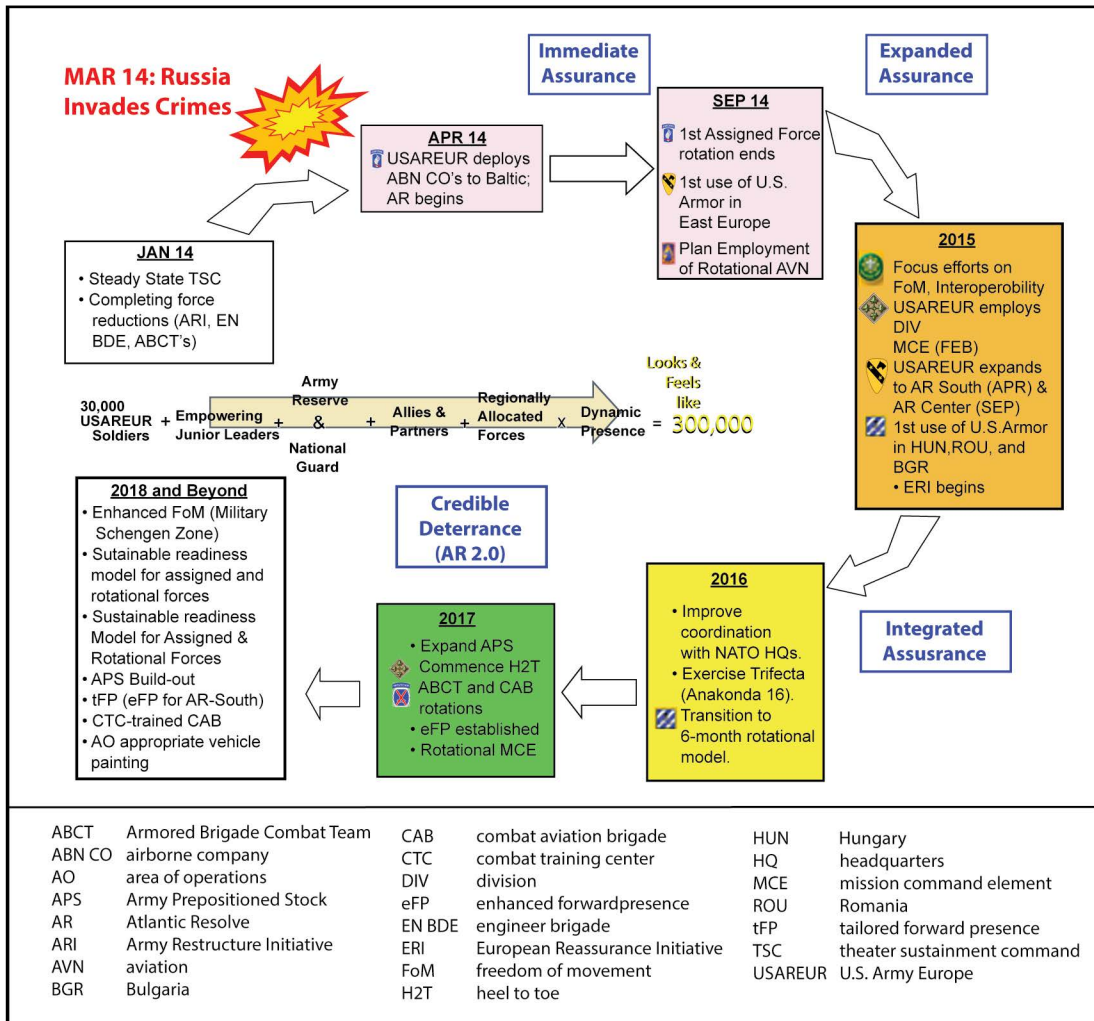 MAR 14: Russia
Invades Crimes
Immediate
Assurance
Expanded
Assurance
JAN 14
• Steady State TSC
• Completing force
reductions (ARI, EN
BDE, ABCT's)
APR 14
USAREUR deploys
ABN CO's to Baltic;
AR begins
SEP 14
1st Assigned Force
rotation ends
1st use of U.S.
Armor in
East Europe
Plan Employment
of Rotational AVN
2015
Focus efforts on
FoM, Interoperobility
USAREUR employs
DIV
MCE (FEB)
USAREUR expands
to AR South (APR) &
AR Center (SEP)
1st use of U.S.Armor
in HUN,ROU, and
BGR
• ERI begins
30,000
USAREUR
Soldiers
+
Empowering
Junior Leaders
+
Army
Reserve
&
National
Guard
+
Allies &
Partners
+
Regionally
Allocated
Forces
x
Dynamic
Presence
=
Looks &
Feels
like
300,000
Credible
Deterrance
(AR 2.0)
Integrated
Assusrance
2016
• Improve
coordination
with NATO HQs.
• Exercise Trifecta
(Anakonda 16).
Transition to
6-month rotational
model.
2017
• Expand APS
Commence H2T
ABCT and CAB
rotations
• eFP established
• Rotational MCE
2018 and Beyond
• Enhanced FoM (Military
Schengen Zone)
• Sutainable readiness
model for assigned and
rotational forces
• Sustainable readiness
Model for Assigned &
Rotational Forces
• APS Build-out
• tFP (eFP for AR-South)
• CTC-trained CAB
• AO appropriate vehicle
painting
ABCT Armored Brigade Combat Team
ABN CO airborne company
AO area of operations
APS Army Prepositioned Stock
AR Atlantic Resolve
ARI Army Restructure Initiative
AVN aviation
BGR Bulgaria
CAB combat aviation brigade
CTC combat training center
DIV division
eFP enhanced forwardpresence
EN BDE engineer brigade
ERI European Reassurance Initiative
FoM freedom of movement
H2T heel to toe
HUN Hungary
HQ headquarters
MCE mission command element
ROU Romania
tFP tailored forward presence
TSC theater sustainment command
USAREUR U.S. Army Europe